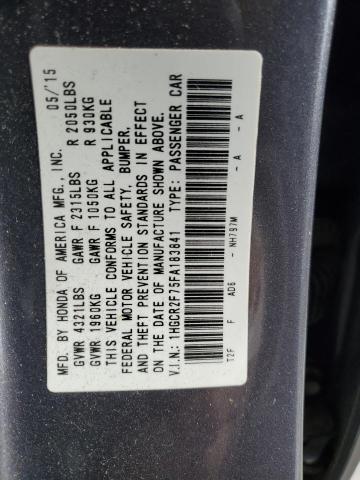 MFD. BY HONDA OF AMERICA MFG., INC. 05/'15
GVWR 4321LBS GAWR F 2315LBS R 2050LBS
GVWR 1960KG GAWR F 1050KG R 930KG
THIS VEHICLE CONFORMS TO ALL APPLICABLE
FEDERAL MOTOR VEHICLE SAFETY, BUMPER,
AND THEFT PREVENTION STANDARDS IN EFFECT
ON THE DATE OF MANUFACTURE SHOWN ABOVE.
V.I.N.: 1HGCR2F75FA183841 TYPE: PASSENGER CAR
T2F F AD6 - NH797M - A - A